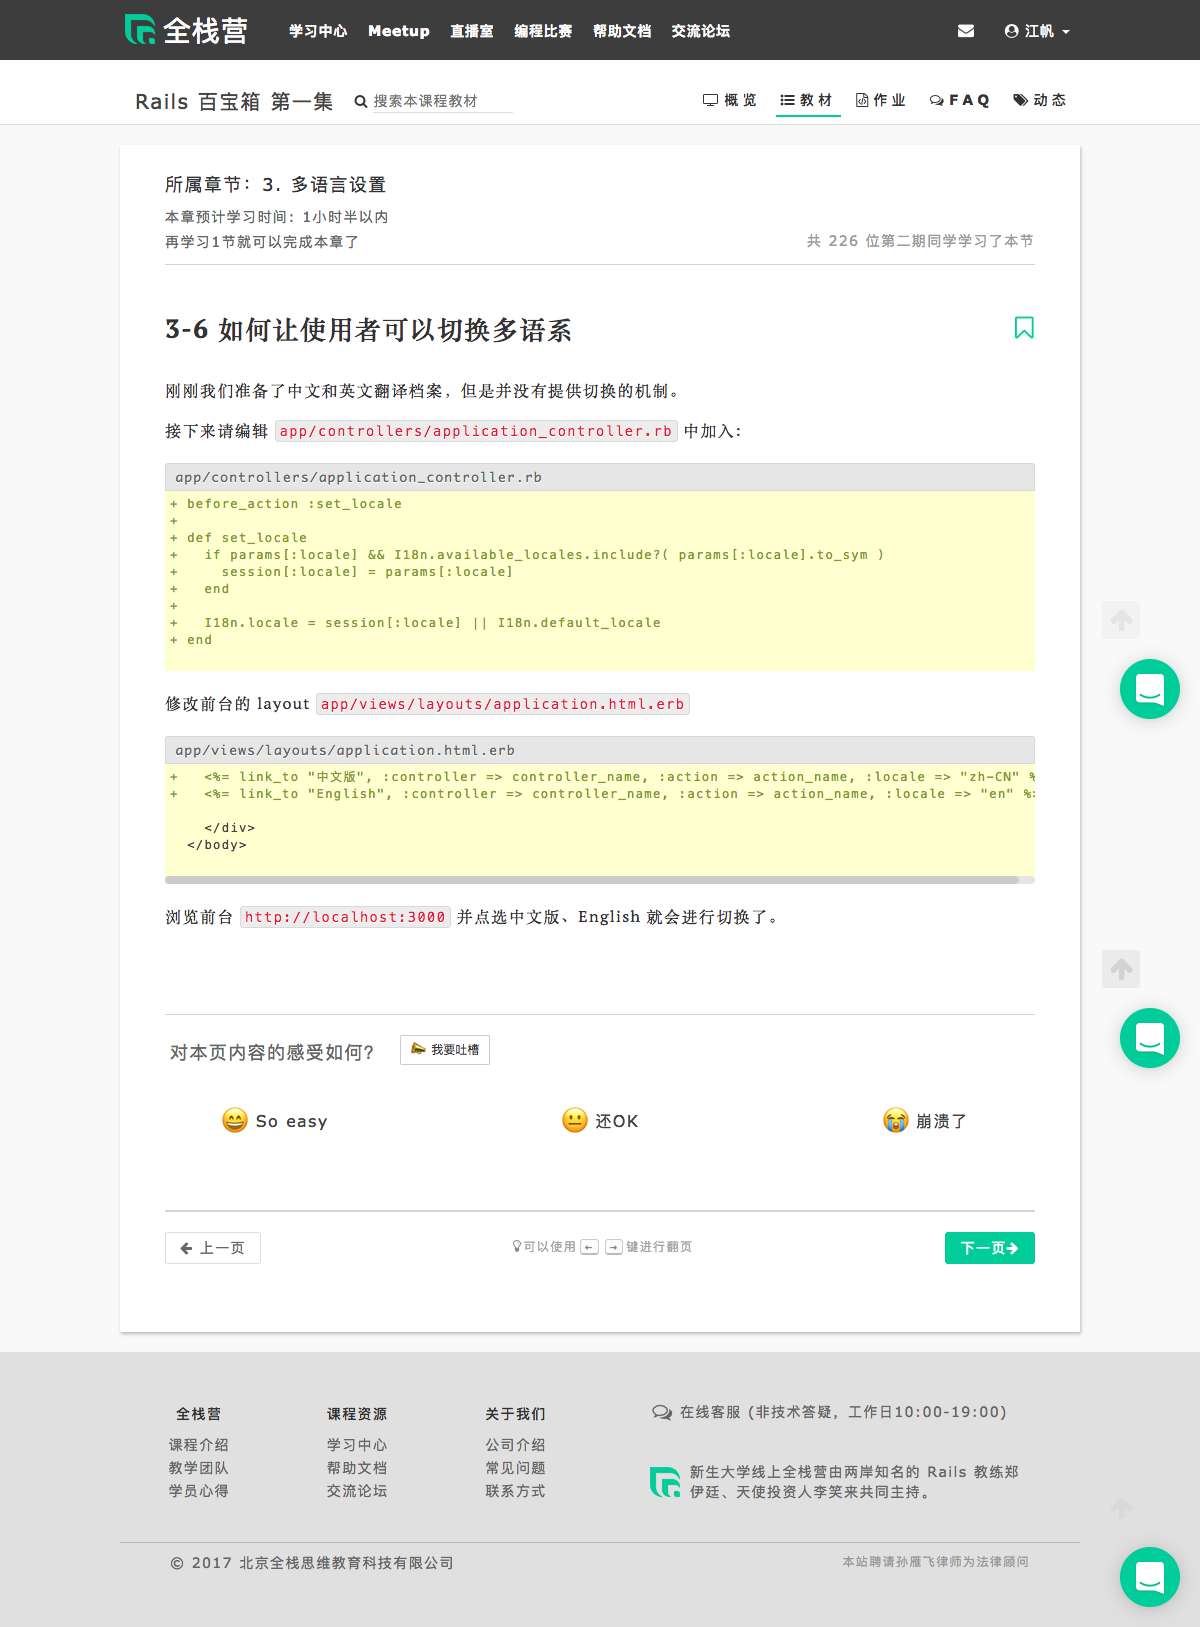 全栈营 学习中心 Meetup 直播室 编程比赛 帮助文档 交流论坛 江帆
Rails 百宝箱 第一集 搜索本课程教材 概览 教材 作业 FAQ 动态
所属章节：3. 多语言设置
本章预计学习时间：1小时半以内
再学习1节就可以完成本章了 共 226 位第二期同学学习了本节
3-6 如何让使用者可以切换多语系
刚刚我们准备了中文和英文翻译档案，但是并没有提供切换的机制。
接下来请编辑 app/controllers/application_controller.rb 中加入：
app/controllers/application_controller.rb
+ before_action :set_locale
+
+ def set_locale
+   if params[:locale] && I18n.available_locales.include?( params[:locale].to_sym )
+     session[:locale] = params[:locale]
+   end
+
+   I18n.locale = session[:locale] || I18n.default_locale
+ end
修改前台的 layout app/views/layouts/application.html.erb
app/views/layouts/application.html.erb
+   <%= link_to "中文版", :controller => controller_name, :action => action_name, :locale => "zh-CN" %
+   <%= link_to "English", :controller => controller_name, :action => action_name, :locale => "en" %>
    </div>
  </body>
浏览前台 http://localhost:3000 并点选中文版、English 就会进行切换了。
对本页内容的感受如何? 我要吐槽
So easy 还OK 崩溃了
← 上一页 可以使用 ← → 键进行翻页 下一页→
全栈营 课程资源 关于我们 在线客服 (非技术答疑，工作日10:00-19:00)
课程介绍 学习中心 公司介绍
教学团队 帮助文档 常见问题
学员心得 交流论坛 联系方式
新生大学线上全栈营由两岸知名的 Rails 教练郑
伊廷、天使投资人李笑来共同主持。
© 2017 北京全栈思维教育科技有限公司 本站聘请孙雁飞律师为法律顾问